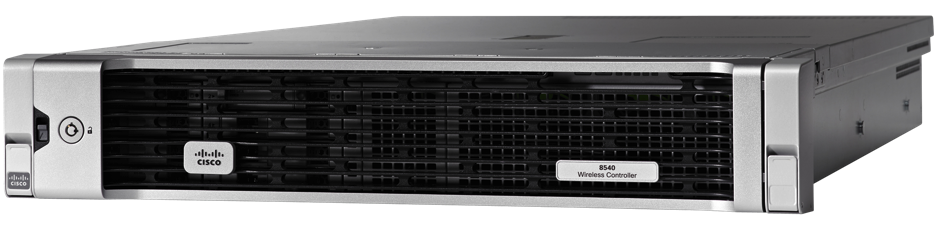 CISCO
CISCO
8540
Wireless Controller